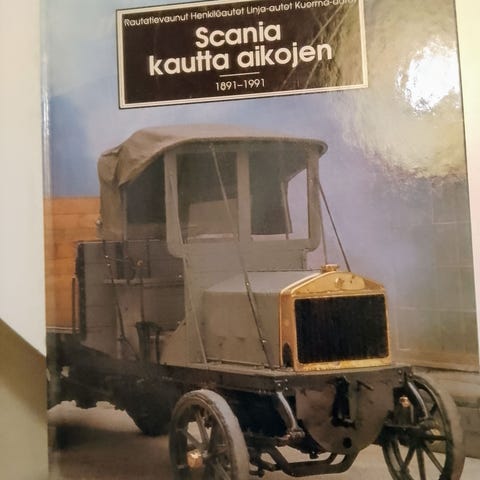 Rautatievaunut Henkilöautot Linja-autot Kuorma-autot
Scania
kautta aikojen
1891-1991